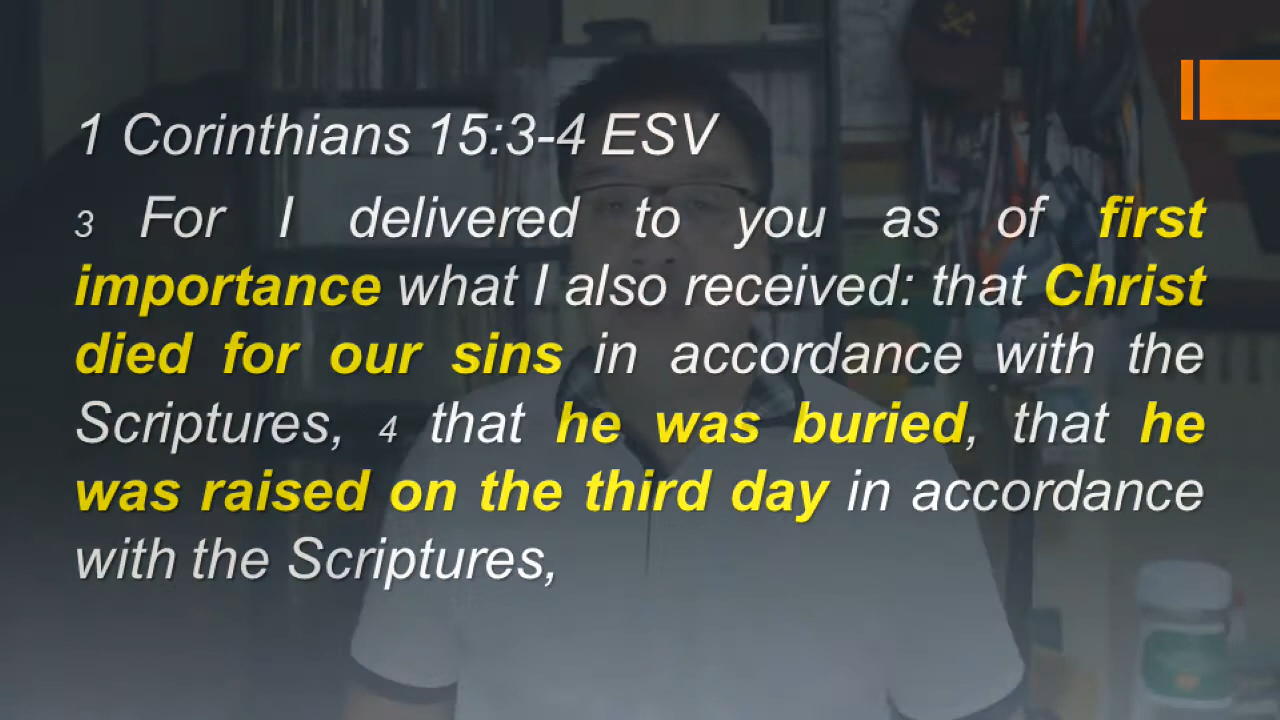 1 Corinthians 15:3-4 ESV
3 For I delivered to you as of first
importance what I also received: that Christ
died for our sins in accordance with the
Scriptures, 4 that he was buried, that he
was raised on the third day in accordance
with the Scriptures,